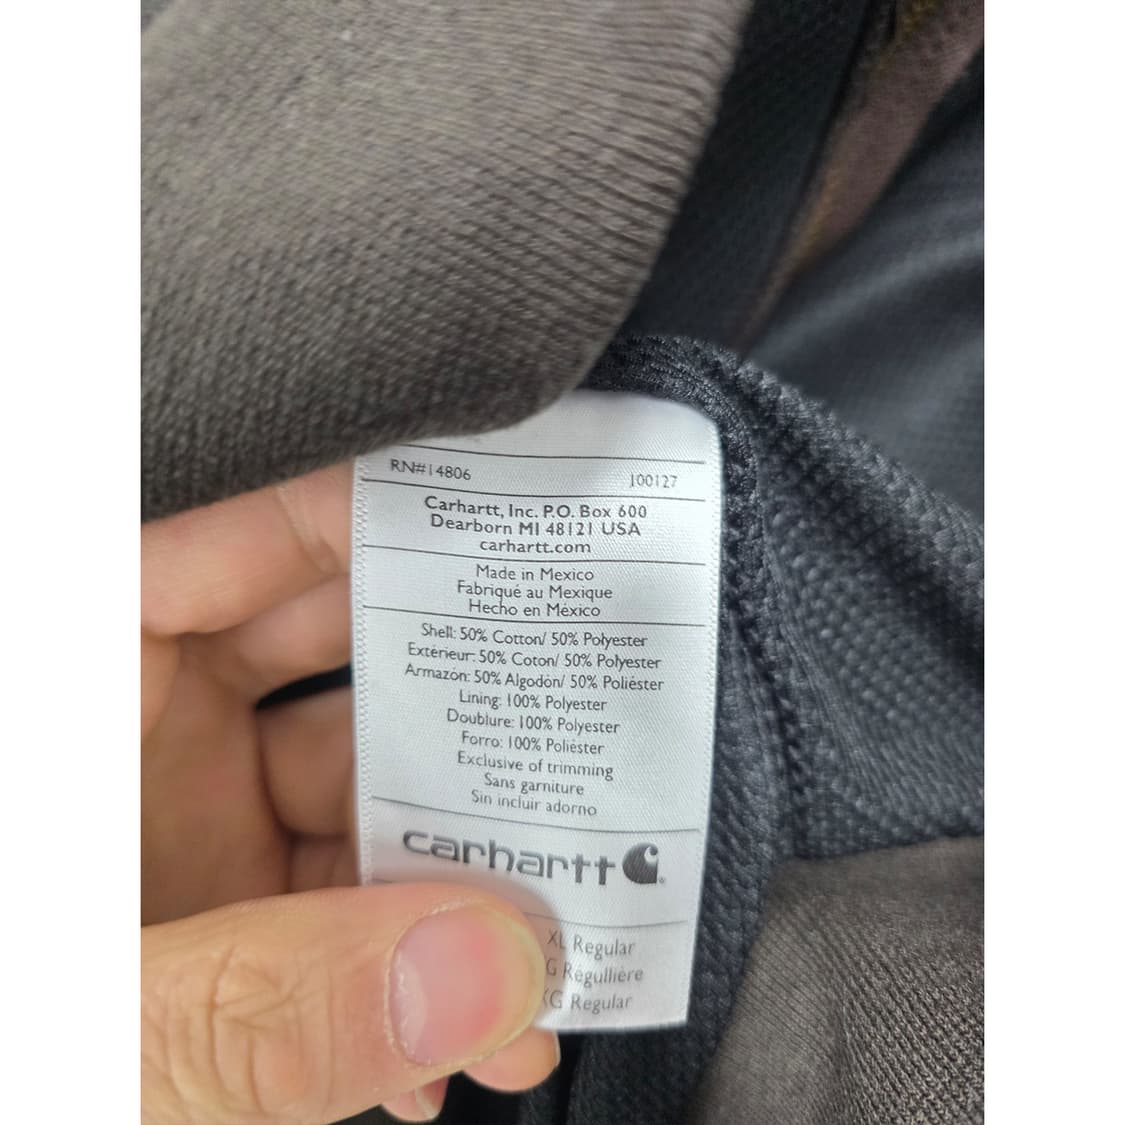 RN#14806 100127
Carhartt, Inc. P.O. Box 600
Dearborn MI 48121 USA
carhartt.com
Made in Mexico
Fabriqué au Mexique
Hecho en México
Shell: 50% Cotton/ 50% Polyester
Extérieur: 50% Coton/ 50% Polyester
Armazón: 50% Algodón/ 50% Poliéster
Lining: 100% Polyester
Doublure: 100% Polyester
Forro: 100% Poliéster
Exclusive of trimming
Sans garniture
Sin incluir adorno
carhartt
XL Regular
G Régullière
G Regular